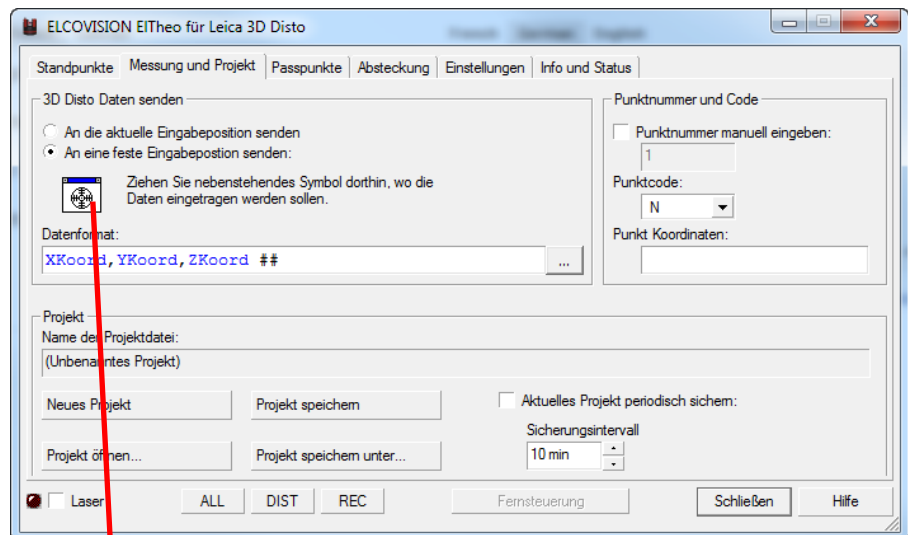 ELCOVISION ElTheo für Leica 3D Disto
Standpunkte Messung und Projekt Passpunkte Absteckung Einstellungen Info und Status
3D Disto Daten senden
An die aktuelle Eingabeposition senden
An eine feste Eingabepostion senden:
Ziehen Sie nebenstehendes Symbol dorthin, wo die
Daten eingetragen werden sollen.
Datenformat:
XKoord,YKoord,ZKoord ##
...
Punktnummer und Code
Punktnummer manuell eingeben:
1
Punktcode:
N
Punkt Koordinaten:
Projekt
Name der Projektdatei:
(Unbenanntes Projekt)
Neues Projekt Projekt speichern
Projekt öffnen... Projekt speichern unter...
Aktuelles Projekt periodisch sichern:
Sicherungsintervall
10 min
Laser ALL DIST REC Fernsteuerung Schließen Hilfe